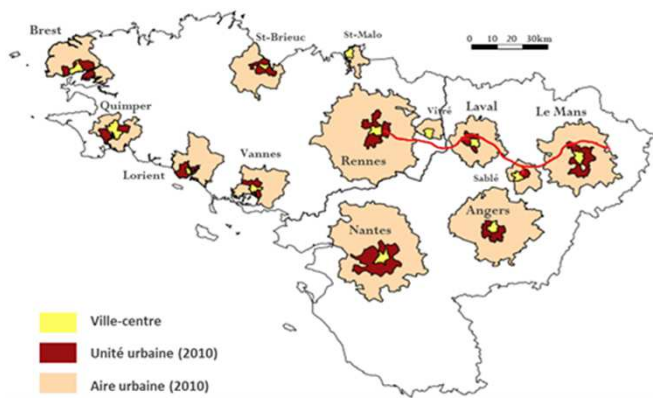 Brest
St-Brieuc
St-Malo
0 10 20 30km
Quimper
Vitré
Laval
Le Mans
Vannes
Rennes
Lorient
Sablé
Nantes
Angers
Ville-centre
Unité urbaine (2010)
Aire urbaine (2010)